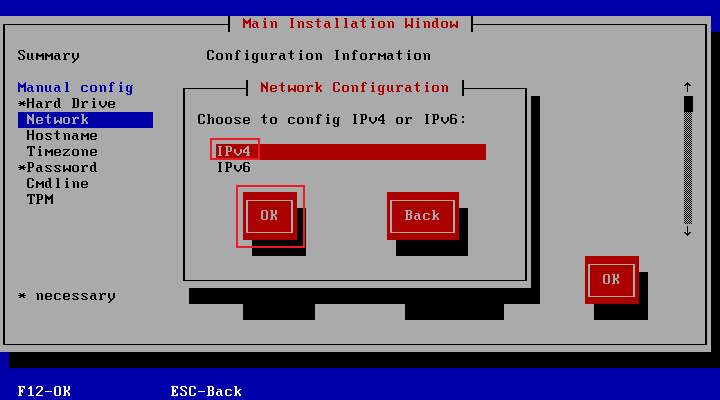 Main Installation Window
Summary
Configuration Information
Manual config
*Hard Drive
Network
Hostname
Timezone
*Password
Cmdline
TPM
* necessary
Network Configuration
Choose to config IPv4 or IPv6:
IPv4
IPv6
OK
Back
↑
↓
OK
F12-OK
ESC-Back